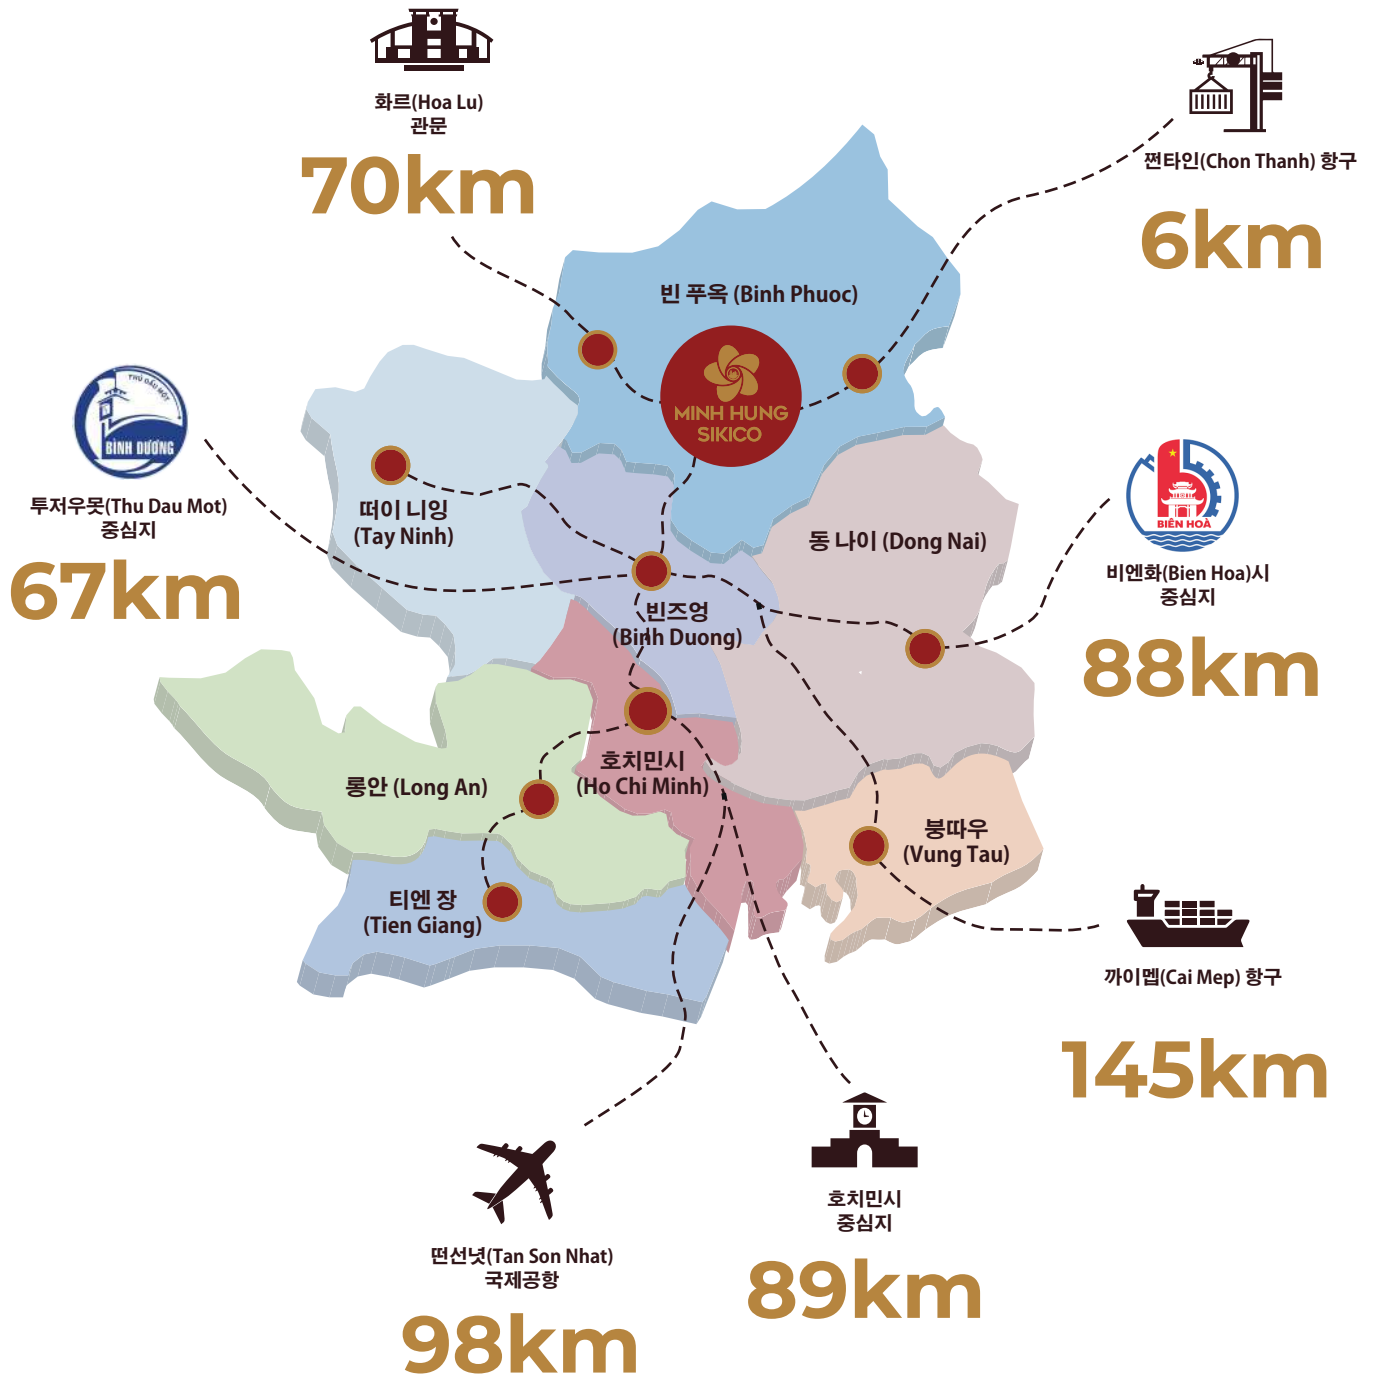 화르(Hoa Lu)
관문
70km
쩐타인(Chon Thanh) 항구
6km
빈 푸옥 (Binh Phuoc)
MINH HUNG
SIKICO
THỦ DẦU MỘT
BÌNH DƯƠNG
투저우못(Thu Dau Mot)
중심지
67km
떠이 니잉
(Tay Ninh)
동 나이 (Dong Nai)
BIÊN HOÀ
비엔화(Bien Hoa)시
중심지
88km
빈즈엉
(Binh Duong)
호치민시
(Ho Chi Minh)
롱안 (Long An)
붕따우
(Vung Tau)
티엔 장
(Tien Giang)
까이멥(Cai Mep) 항구
145km
호치민시
중심지
89km
떤선녓(Tan Son Nhat)
국제공항
98km